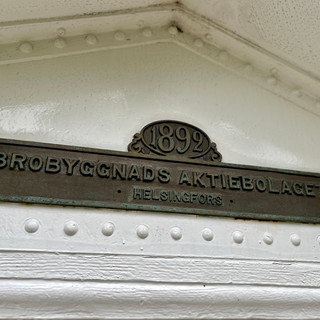 1892
BROBYGGNADS AKTIEBOLAGET
HELSINGFORS